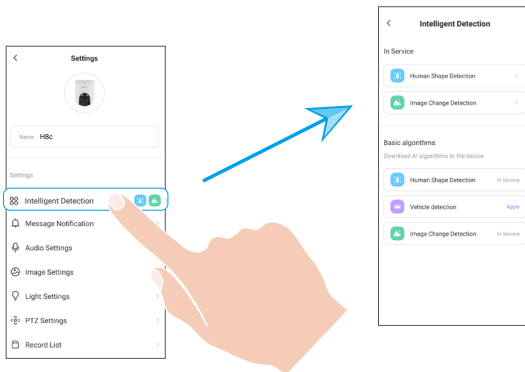 Settings
Name H8c
Settings
Intelligent Detection
Message Notification
Audio Settings
Image Settings
Light Settings
PTZ Settings
Record List
Intelligent Detection
In Service
Human Shape Detection
Image Change Detection
Basic algorithms
Download AI algorithms to the device.
Human Shape Detection In Service
Vehicle detection Apply
Image Change Detection In Service